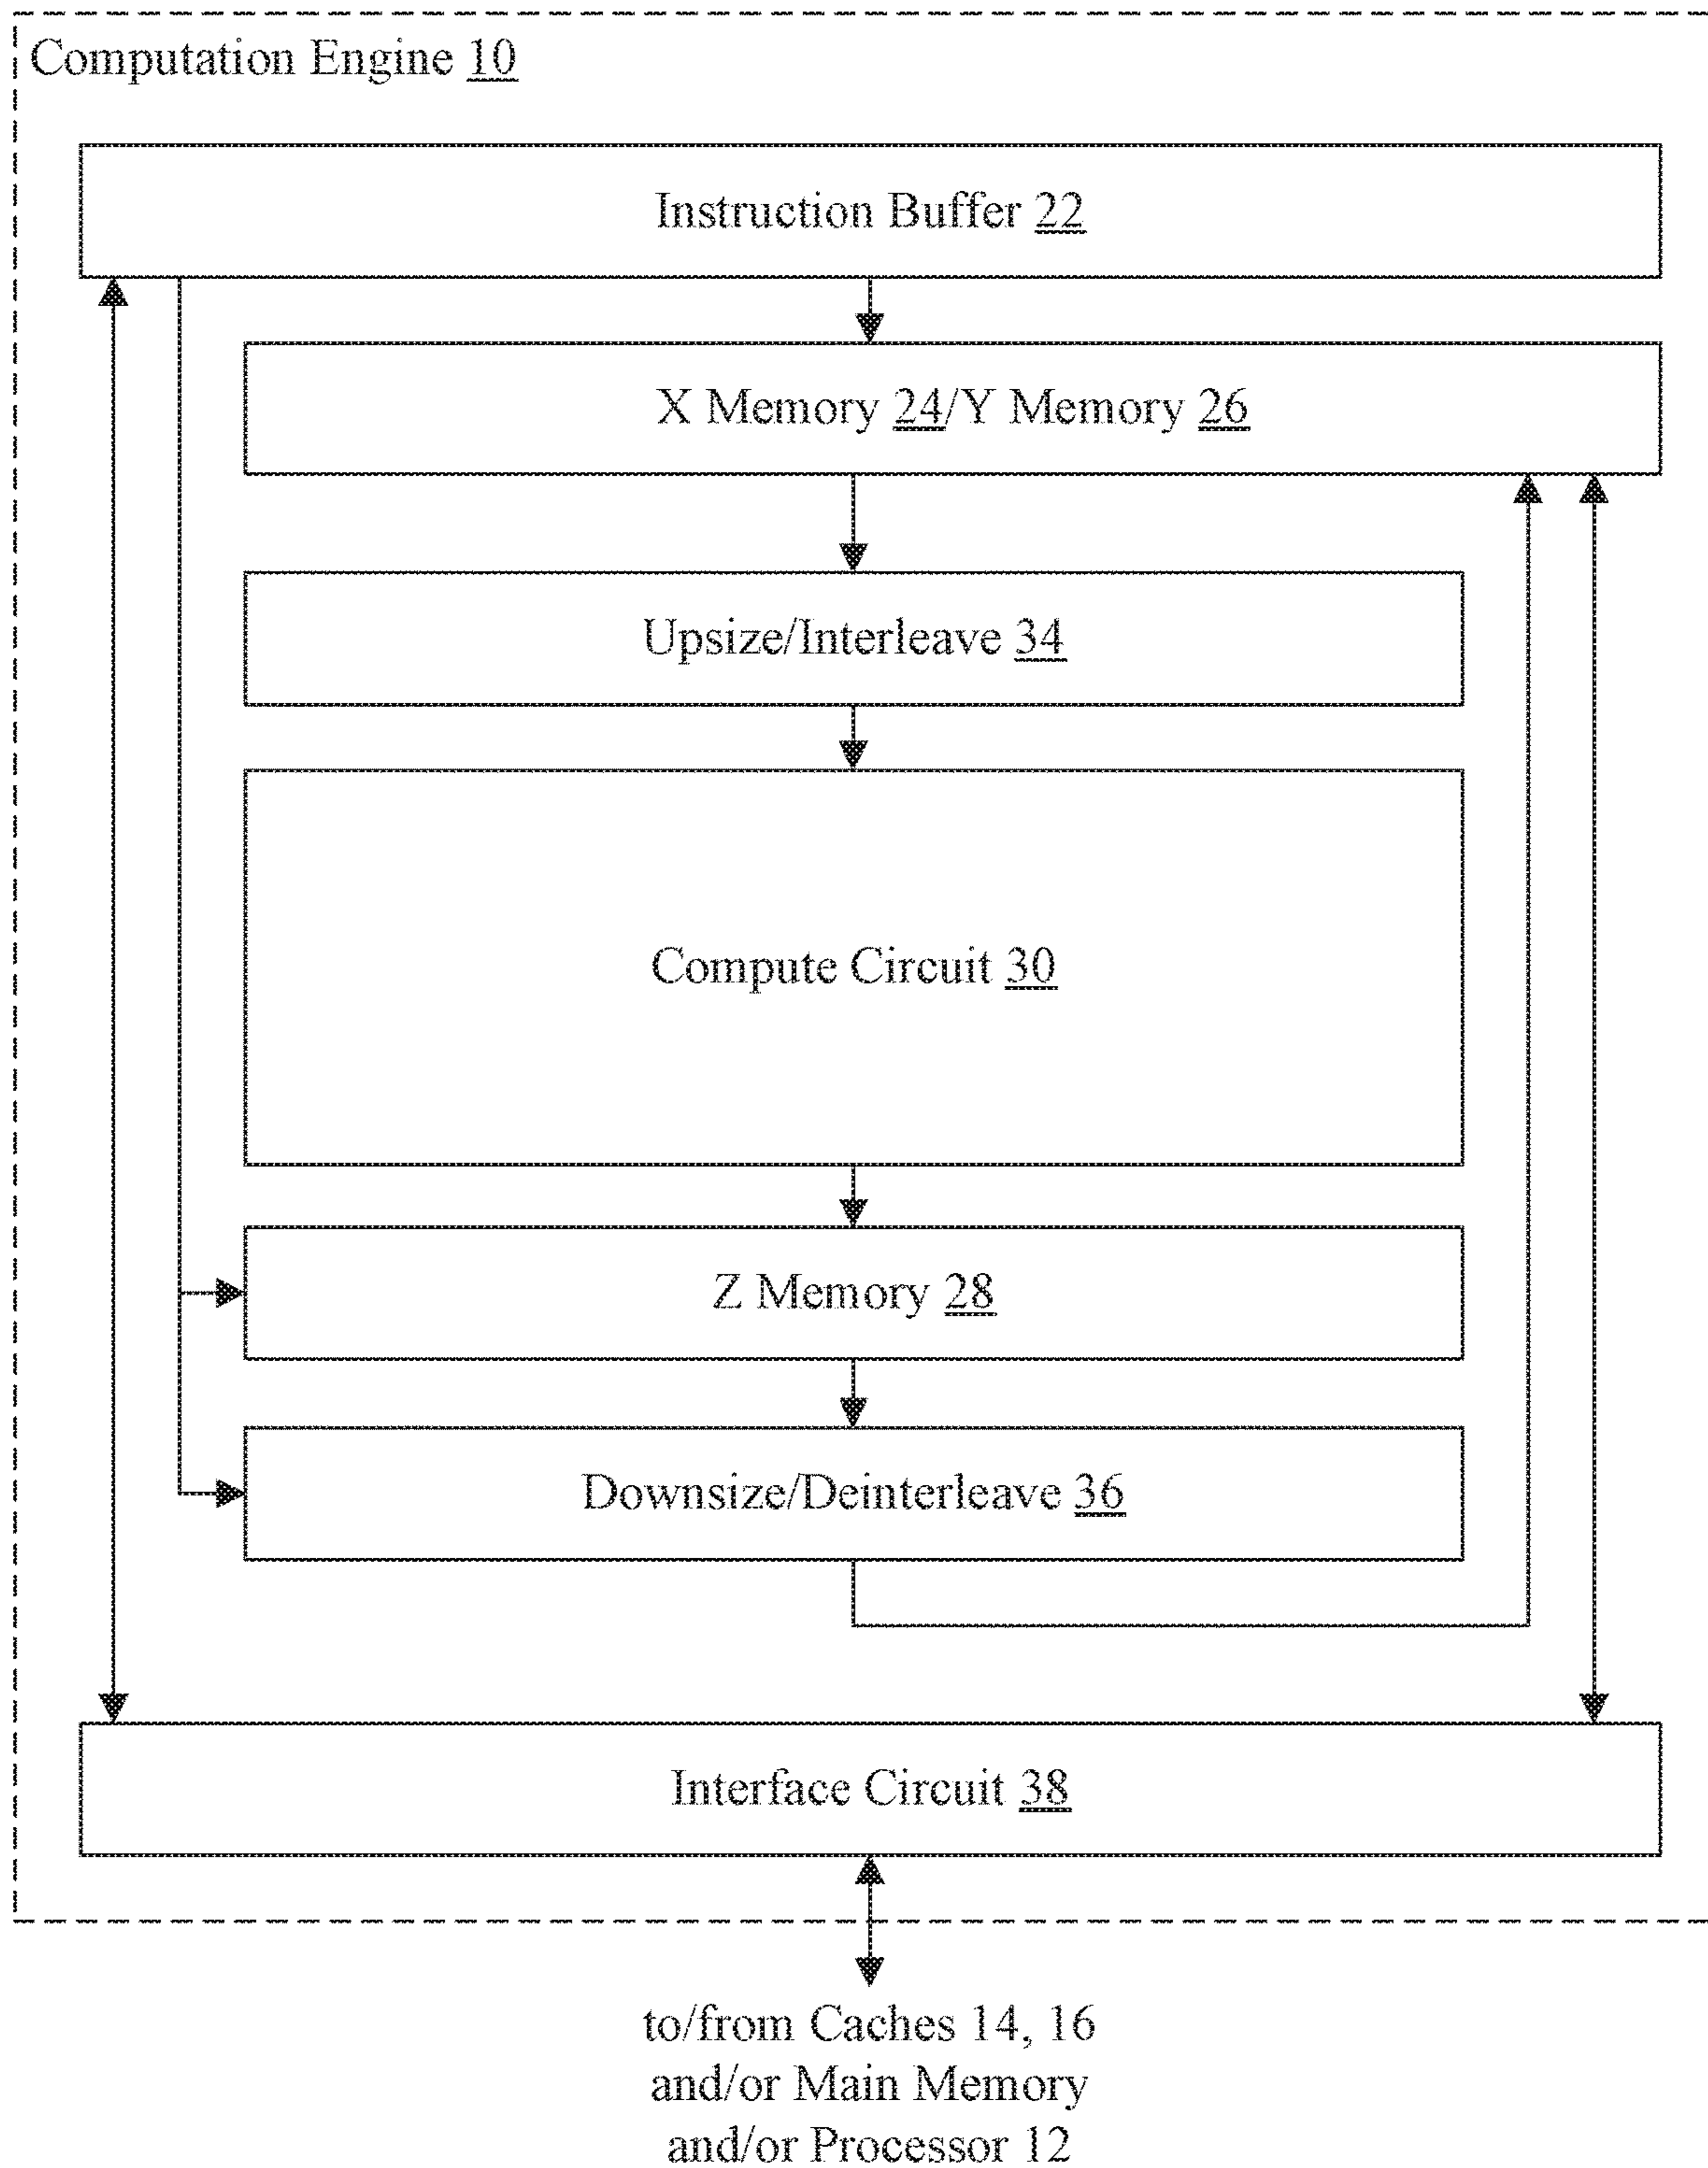 Computation Engine 10
Instruction Buffer 22
X Memory 24/Y Memory 26
Upsize/Interleave 34
Compute Circuit 30
Z Memory 28
Downsize/Deinterleave 36
Interface Circuit 38
to/from Caches 14, 16
and/or Main Memory
and/or Processor 12